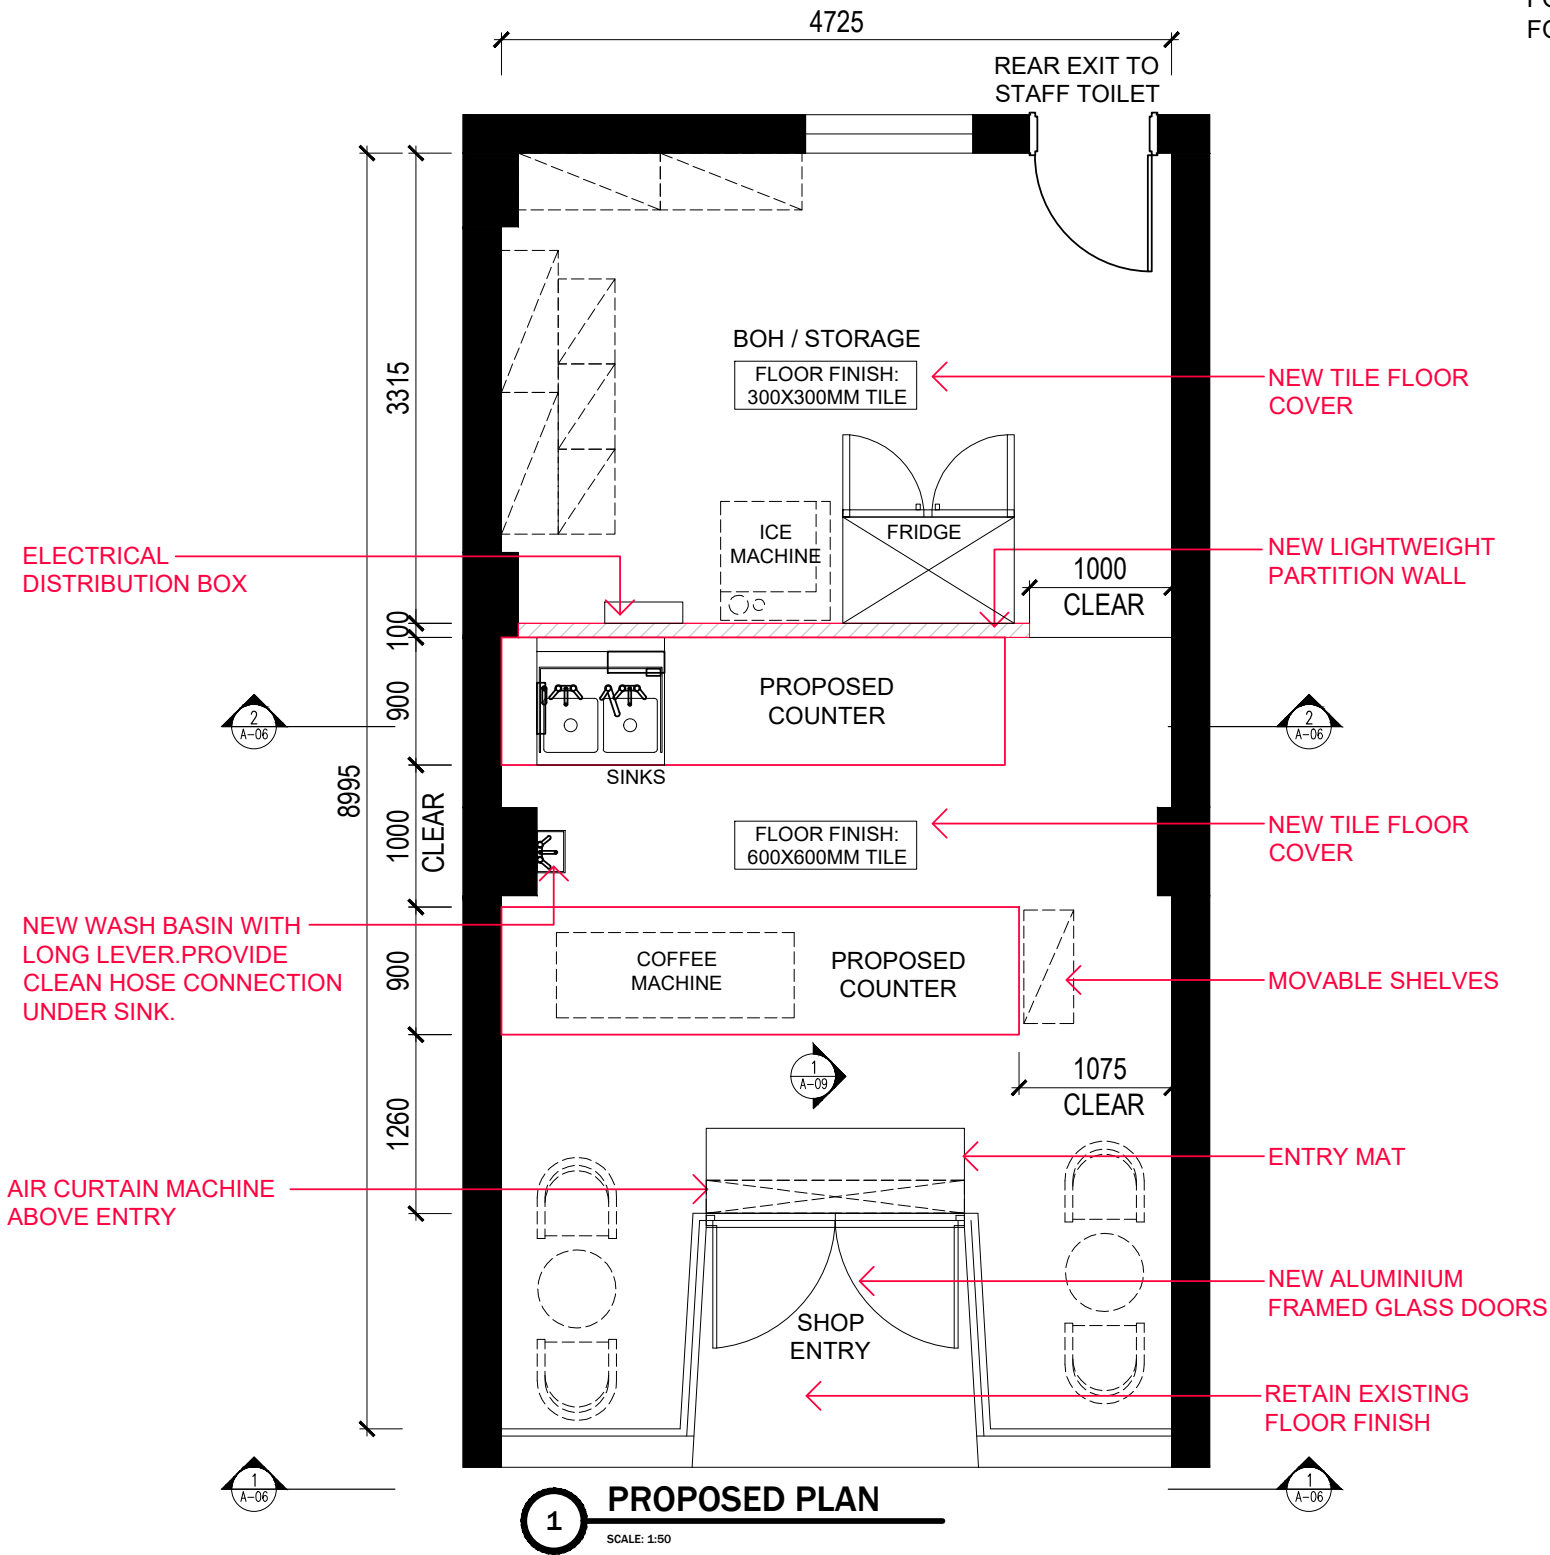 4725
REAR EXIT TO
STAFF TOILET
BOH / STORAGE
FLOOR FINISH:
300X300MM TILE
NEW TILE FLOOR
COVER
3315
ICE
MACHINE
FRIDGE
ELECTRICAL
DISTRIBUTION BOX
NEW LIGHTWEIGHT
PARTITION WALL
1000
CLEAR
100
900
PROPOSED
COUNTER
2
A-06
2
A-06
SINKS
8995
1000
CLEAR
FLOOR FINISH:
600X600MM TILE
NEW TILE FLOOR
COVER
NEW WASH BASIN WITH
LONG LEVER.PROVIDE
CLEAN HOSE CONNECTION
UNDER SINK.
900
COFFEE
MACHINE
PROPOSED
COUNTER
MOVABLE SHELVES
1
A-09
1075
CLEAR
1260
ENTRY MAT
AIR CURTAIN MACHINE
ABOVE ENTRY
NEW ALUMINIUM
FRAMED GLASS DOORS
SHOP
ENTRY
RETAIN EXISTING
FLOOR FINISH
1
A-06
1
A-06
1
PROPOSED PLAN
SCALE: 1:50